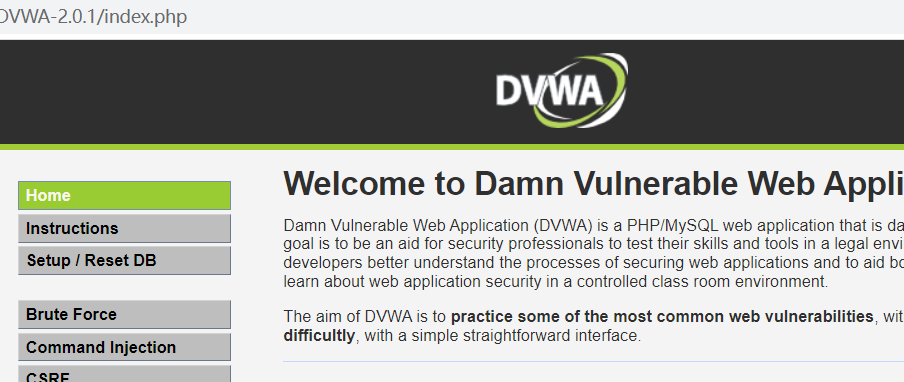 DVWA-2.0.1/index.php
DVWA
Home
Instructions
Setup / Reset DB
Brute Force
Command Injection
CSRF
Welcome to Damn Vulnerable Web Appli
Damn Vulnerable Web Application (DVWA) is a PHP/MySQL web application that is da
goal is to be an aid for security professionals to test their skills and tools in a legal envi
developers better understand the processes of securing web applications and to aid bo
learn about web application security in a controlled class room environment.
The aim of DVWA is to practice some of the most common web vulnerabilities, wit
difficultly, with a simple straightforward interface.